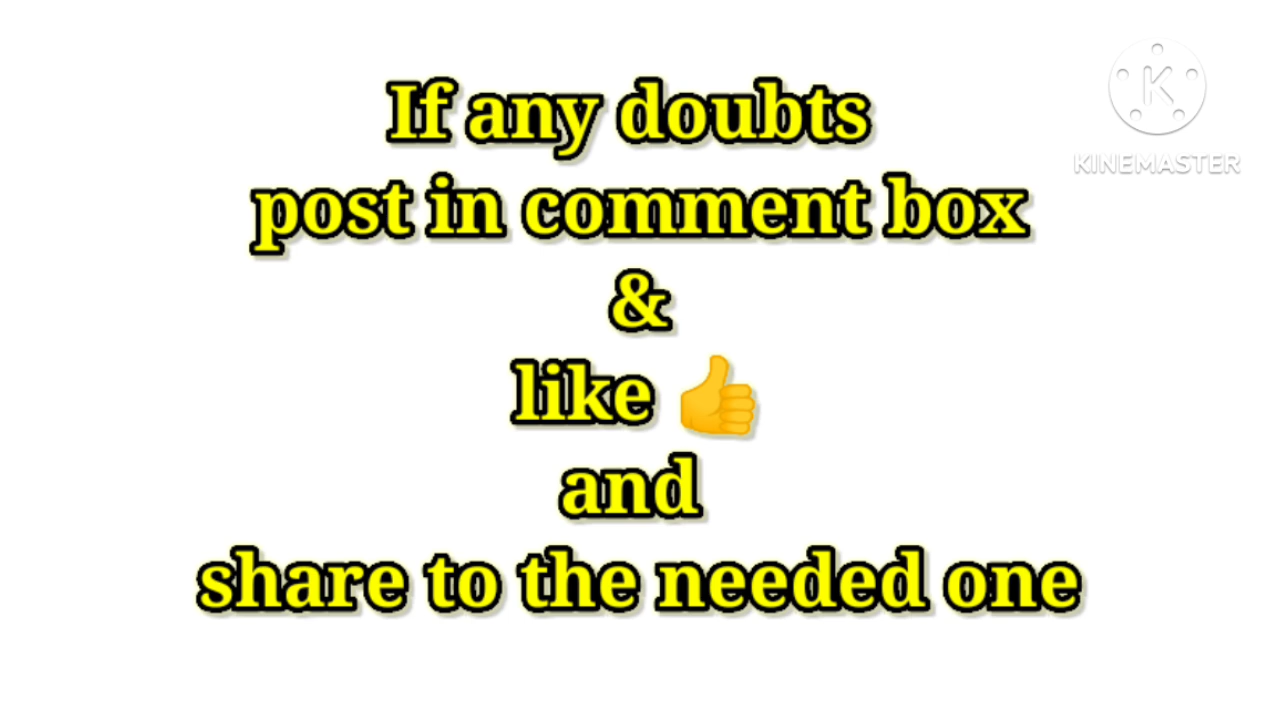 If any doubts
post in comment box
&
like 👍
and
share to the needed one
K
KINEMASTER